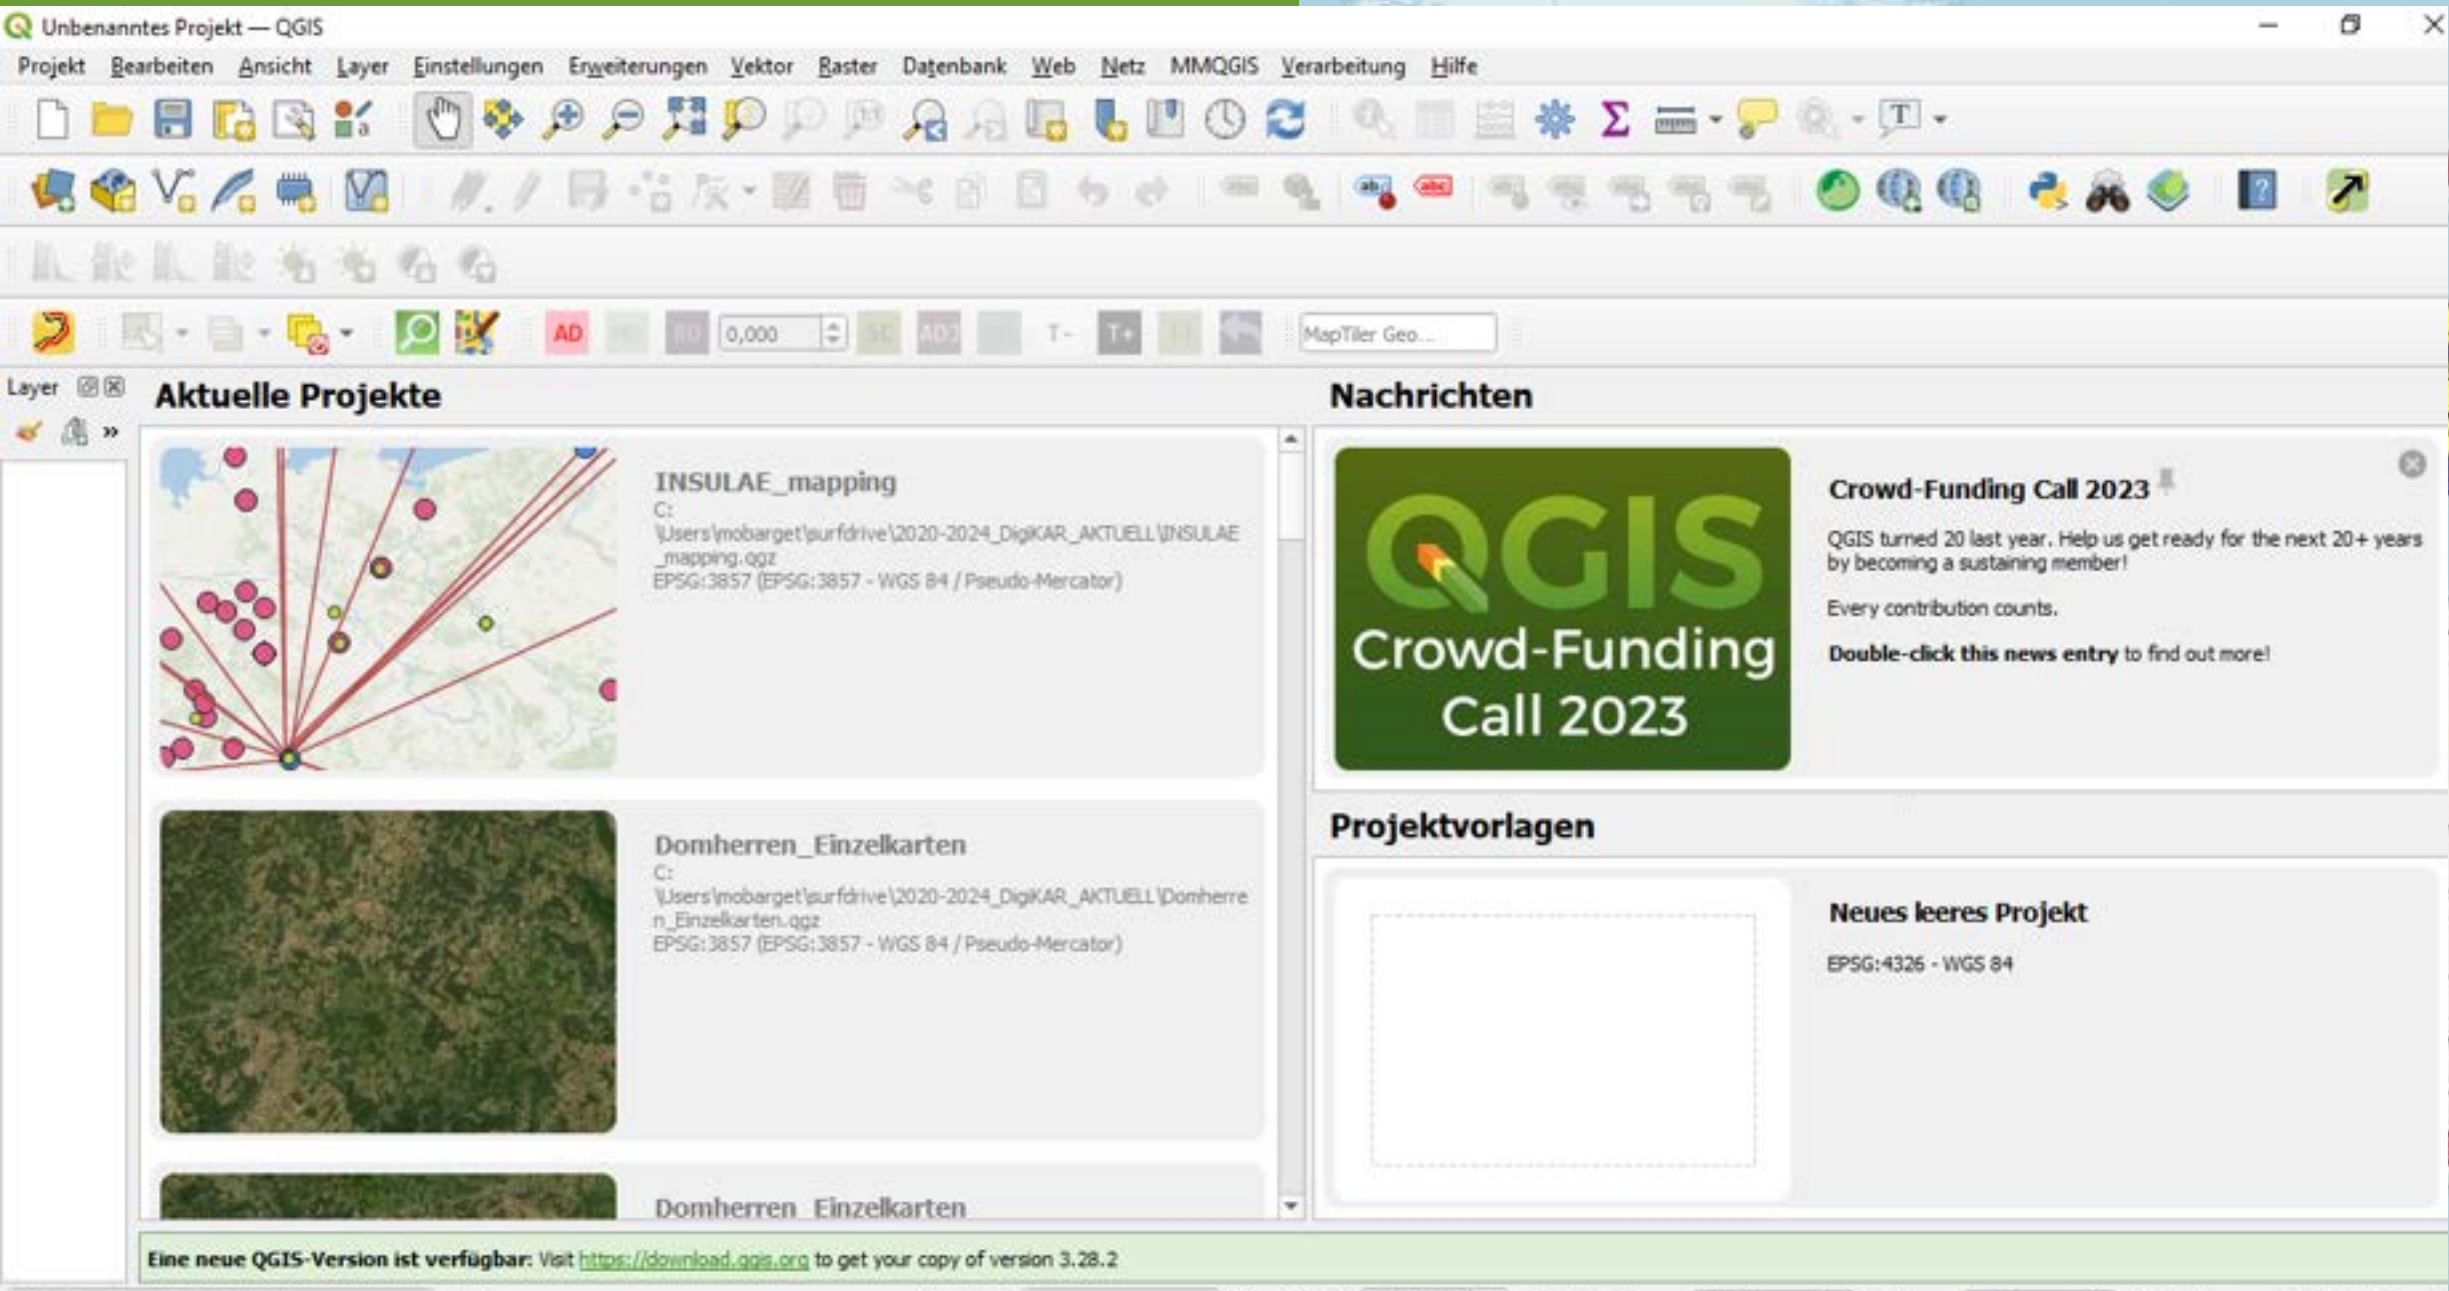 Unbenanntes Projekt — QGIS
Projekt Bearbeiten Ansicht Layer Einstellungen Erweiterungen Vektor Raster Datenbank Web Netz MMQGIS Verarbeitung Hilfe
AD
0,000
T-
T+
MapTiler Geo...
Layer
Aktuelle Projekte
INSULAE_mapping
C:
\Users\mobarget\surfdrive\2020-2024_DigiKAR_AKTUELL\INSULAE
_mapping.qgz
EPSG:3857 (EPSG:3857 - WGS 84 / Pseudo-Mercator)
Domherren_Einzelkarten
C:
\Users\mobarget\surfdrive\2020-2024_DigiKAR_AKTUELL\Domherre
n_Einzelkarten.qgz
EPSG:3857 (EPSG:3857 - WGS 84 / Pseudo-Mercator)
Domherren_Einzelkarten
Nachrichten
QGIS
Crowd-Funding
Call 2023
Crowd-Funding Call 2023
QGIS turned 20 last year. Help us get ready for the next 20+ years
by becoming a sustaining member!
Every contribution counts.
Double-click this news entry to find out more!
Projektvorlagen
Neues leeres Projekt
EPSG:4326 - WGS 84
Eine neue QGIS-Version ist verfügbar: Visit https://download.qgis.org to get your copy of version 3.28.2